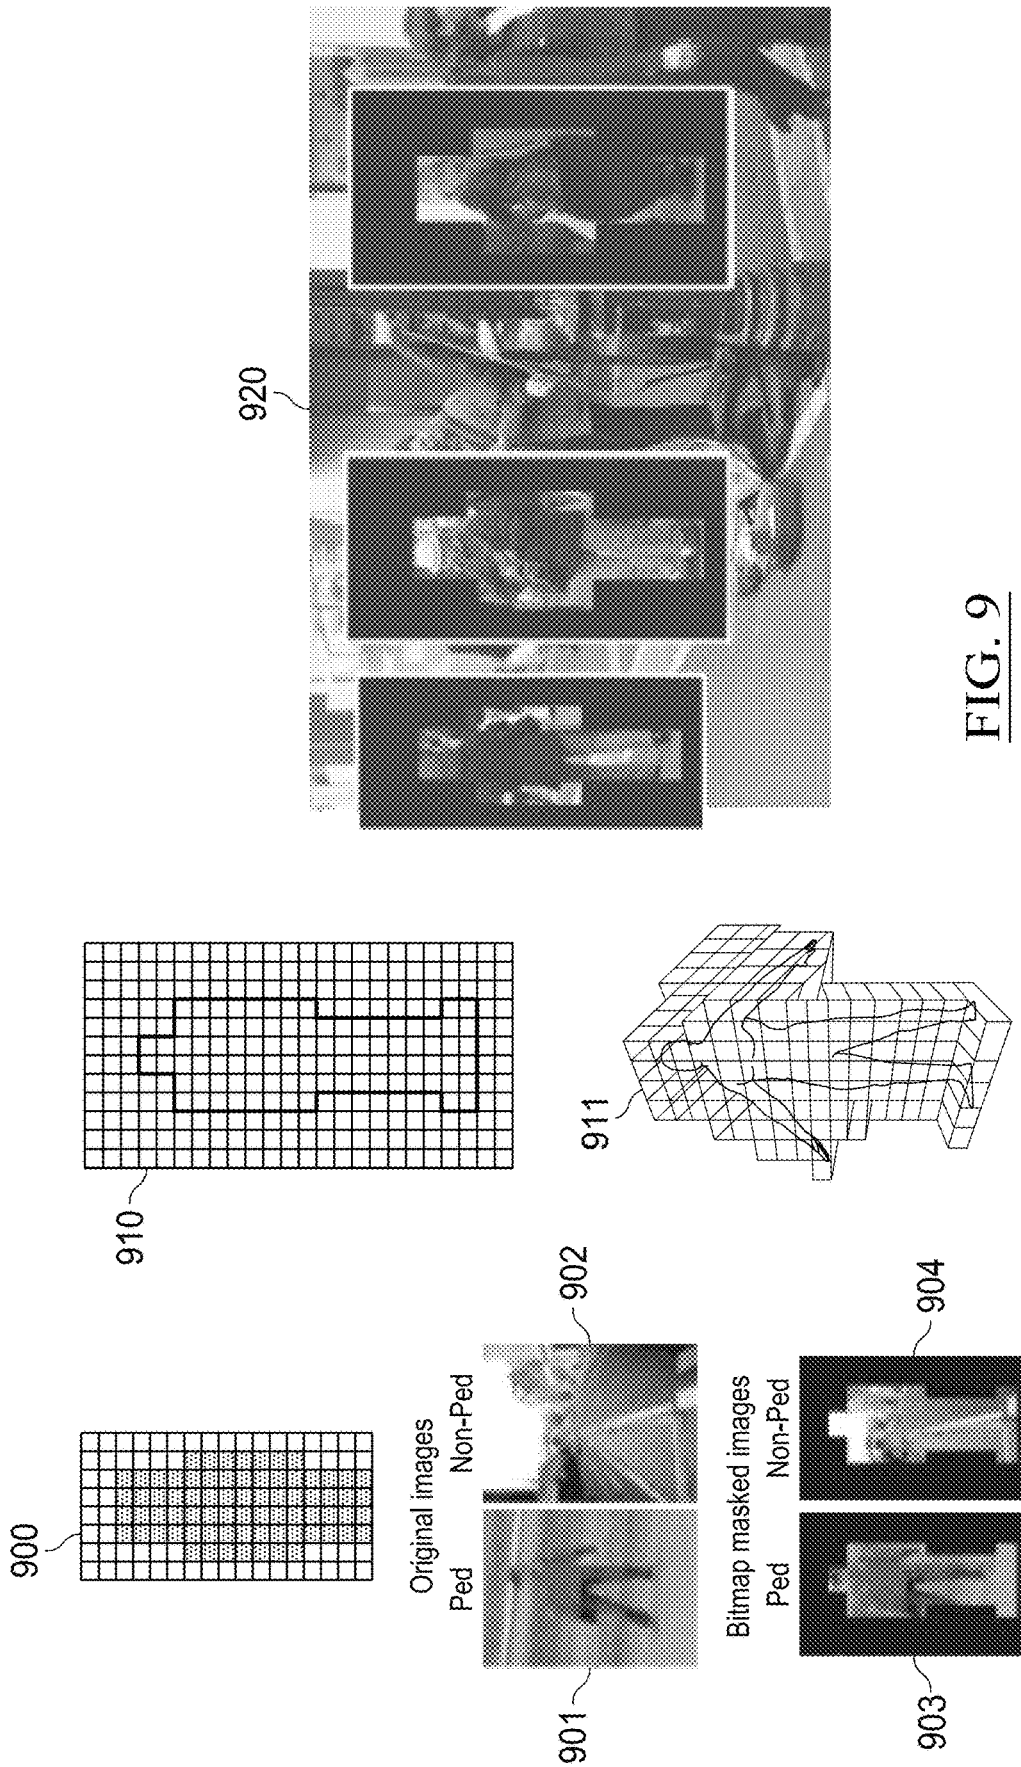 900
910
920
Original images
Ped Non-Ped
901
902
911
Bitmap masked images
Ped Non-Ped
903
904
FIG. 9